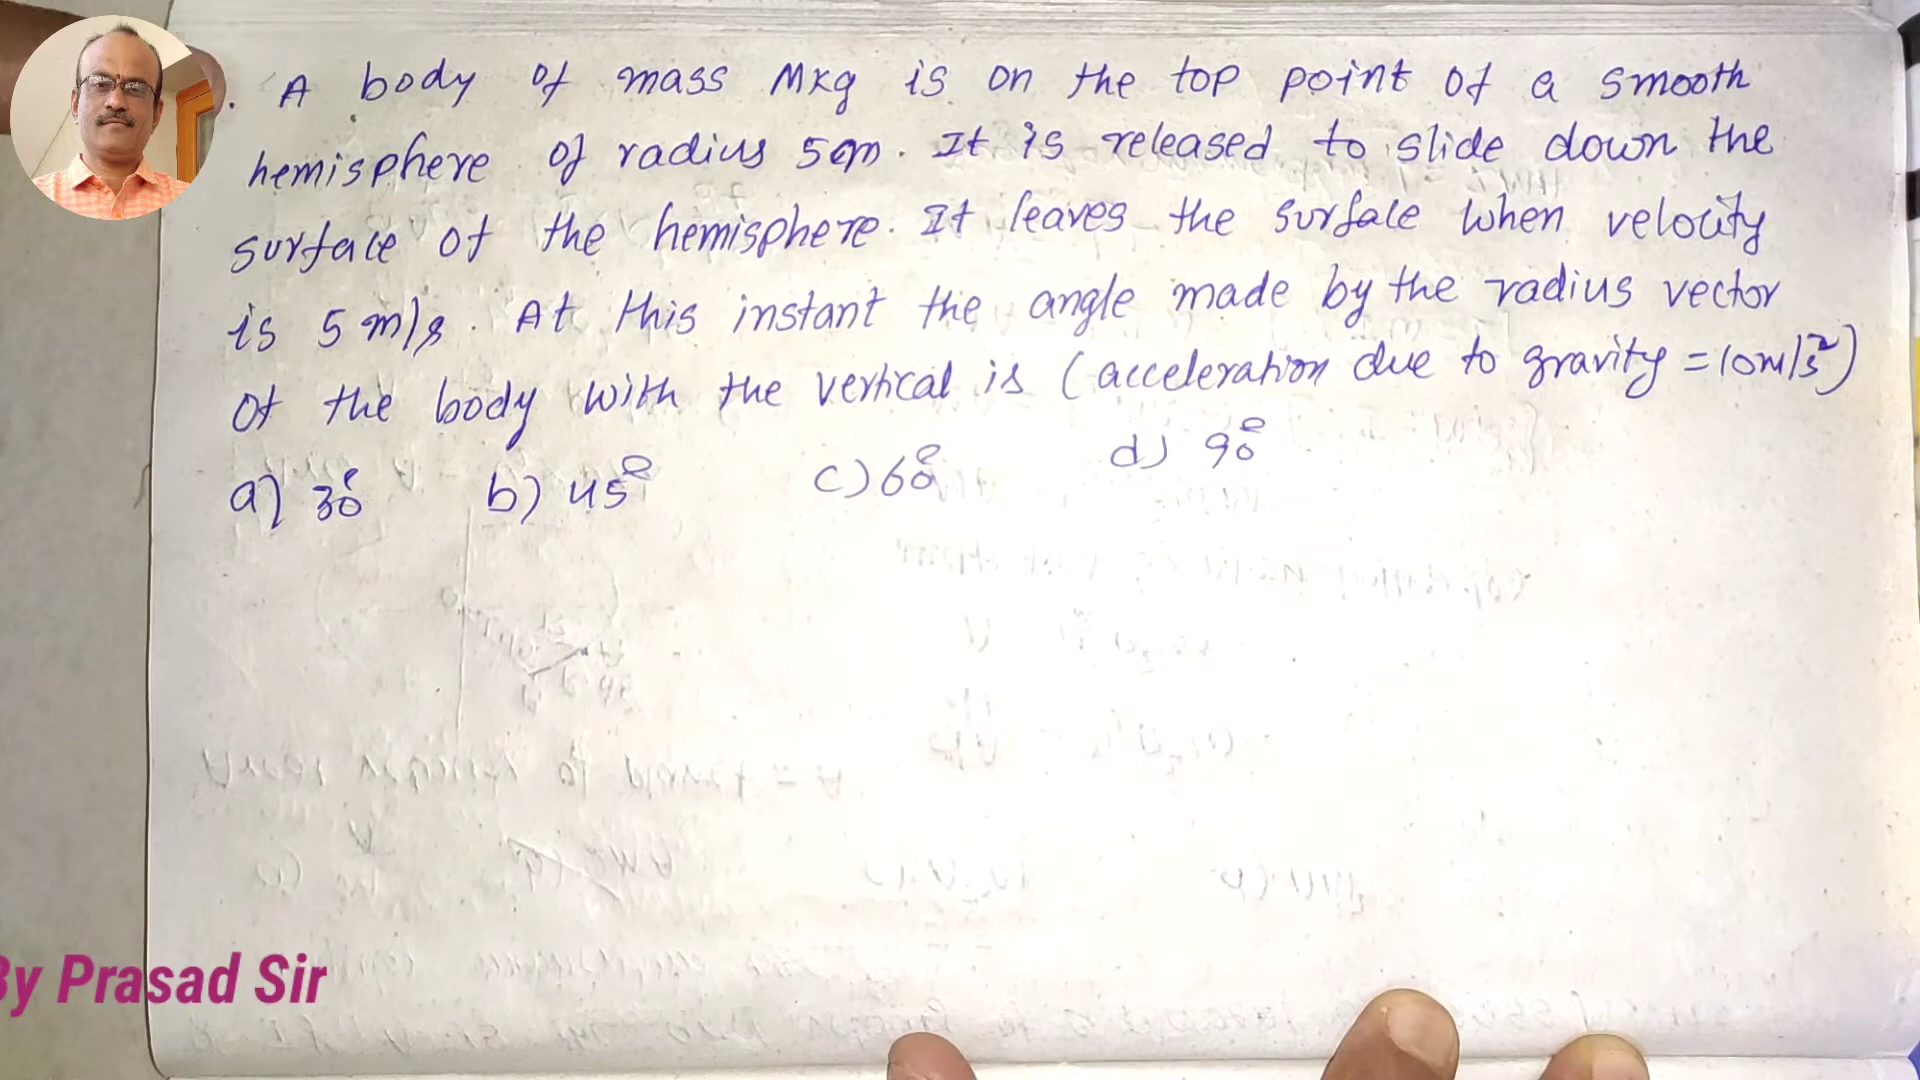 . A body of mass Mkg is on the top point of a smooth
hemisphere of radius 5m. It is released to slide down the
surface of the hemisphere. It leaves the surface when velocity
is 5 m/s. At this instant the angle made by the radius vector
of the body with the vertical is (acceleration due to gravity = 10m/s²)
a) 30° b) 45° c) 60° d) 90°
By Prasad Sir